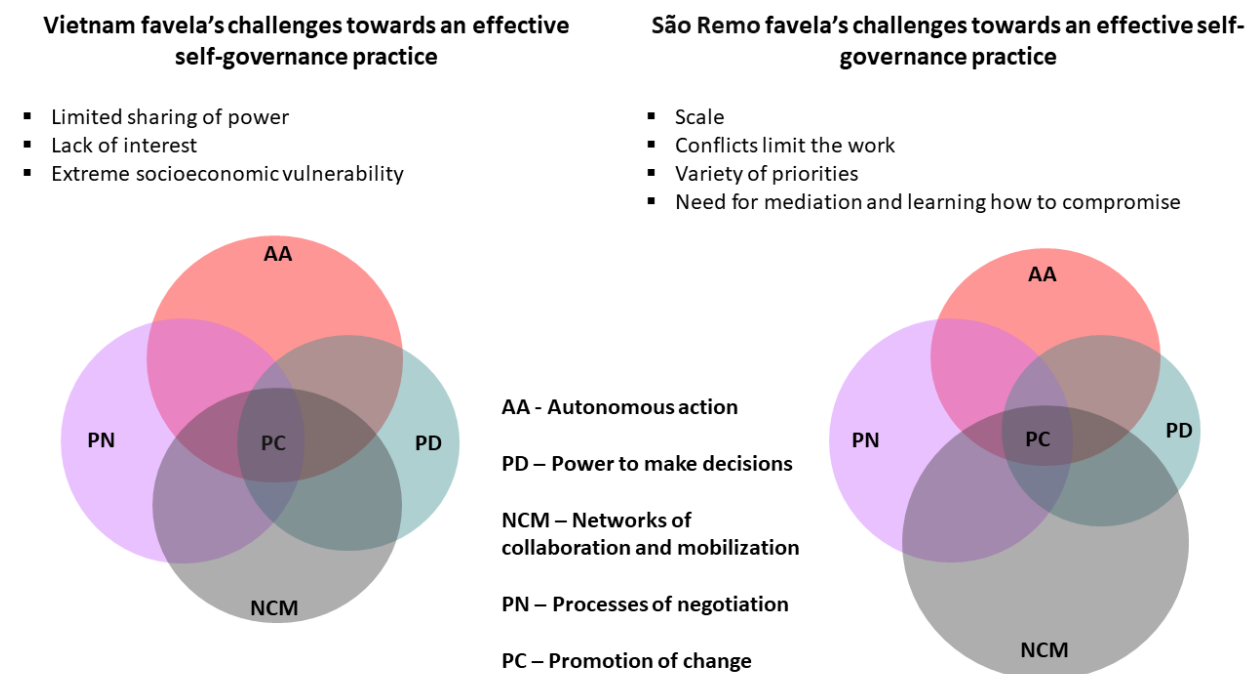 Vietnam favela's challenges towards an effective
self-governance practice
▪ Limited sharing of power
▪ Lack of interest
▪ Extreme socioeconomic vulnerability
AA
PN
PC
PD
NCM
AA - Autonomous action
PD – Power to make decisions
NCM – Networks of
collaboration and mobilization
PN – Processes of negotiation
PC – Promotion of change
São Remo favela's challenges towards an effective self-
governance practice
▪ Scale
▪ Conflicts limit the work
▪ Variety of priorities
▪ Need for mediation and learning how to compromise
AA
PN
PC
PD
NCM